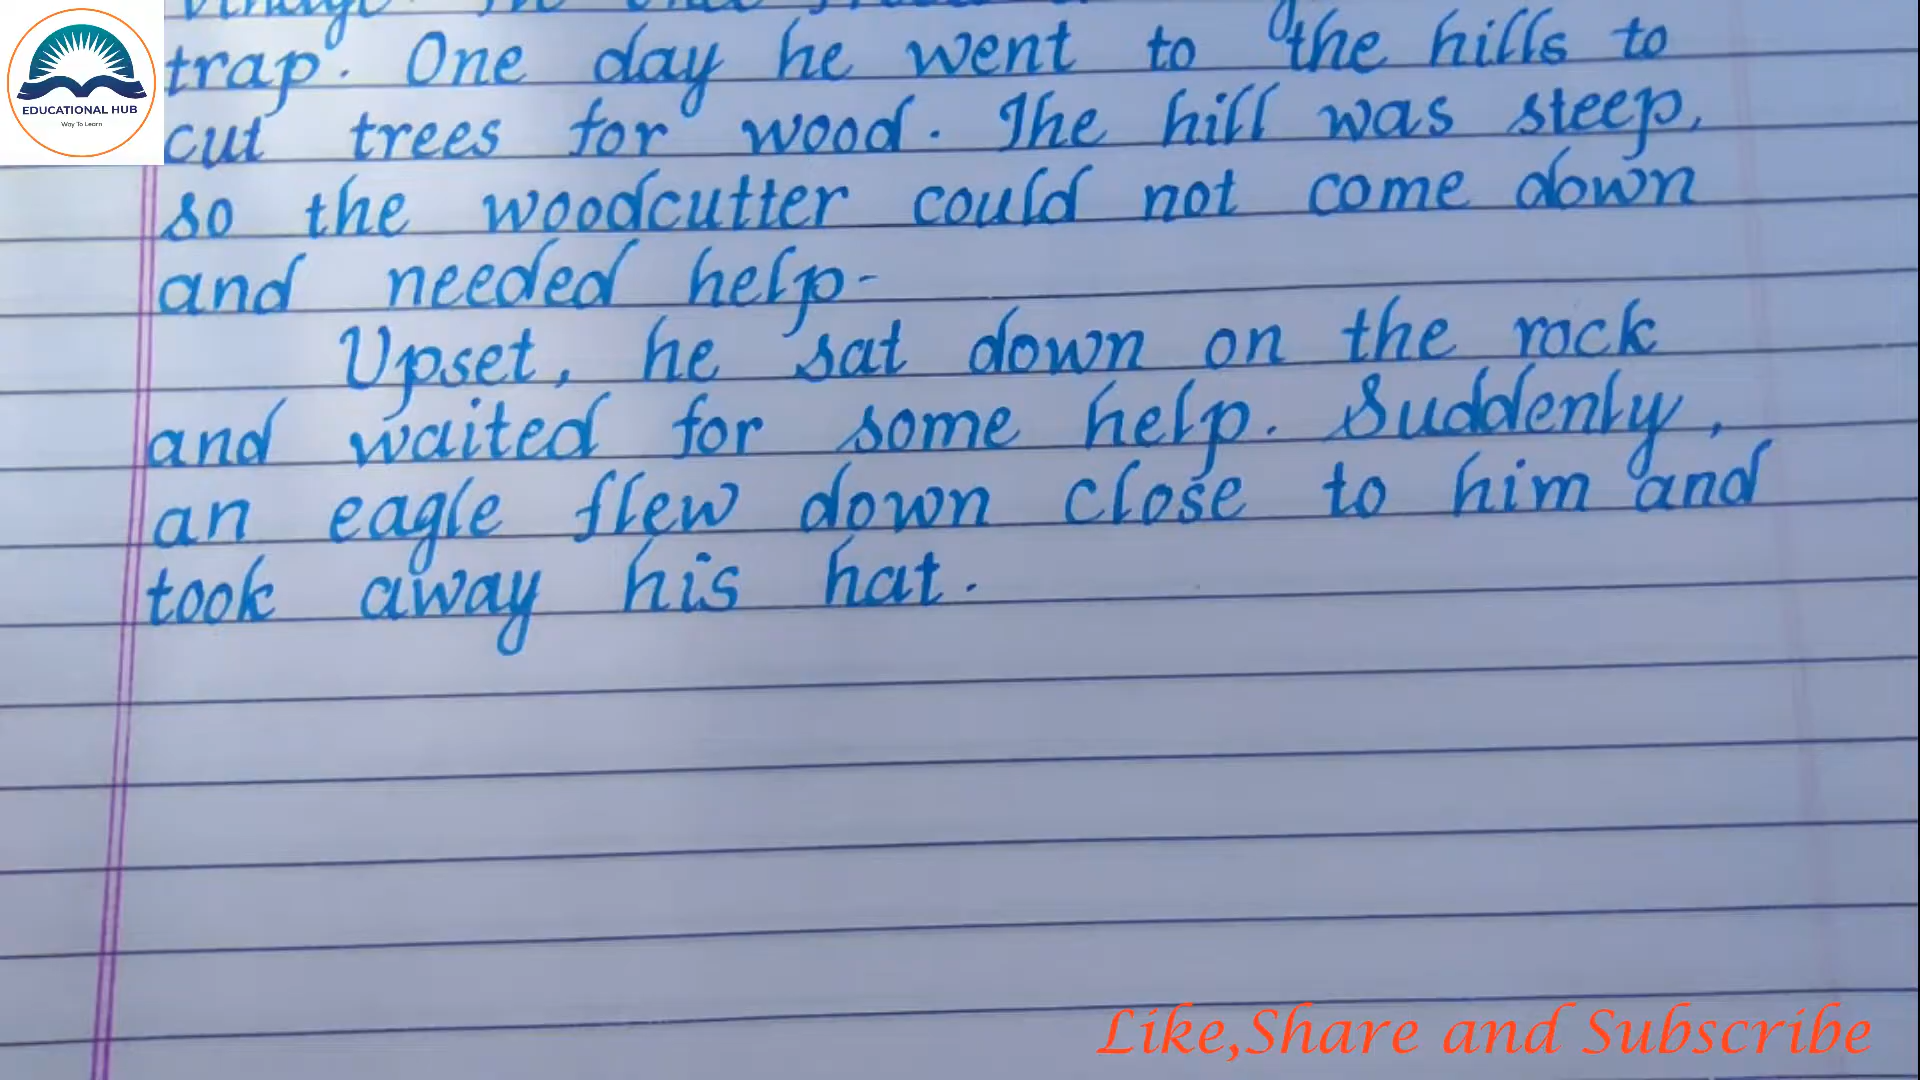 EDUCATIONAL HUB
Way To Learn
trap. One day he went to the hills to
cut trees for wood. The hill was steep,
so the woodcutter could not come down
and needed help.
Upset, he sat down on the rock
and waited for some help. Suddenly,
an eagle flew down close to him and
took away his hat.
Like,Share and Subscribe